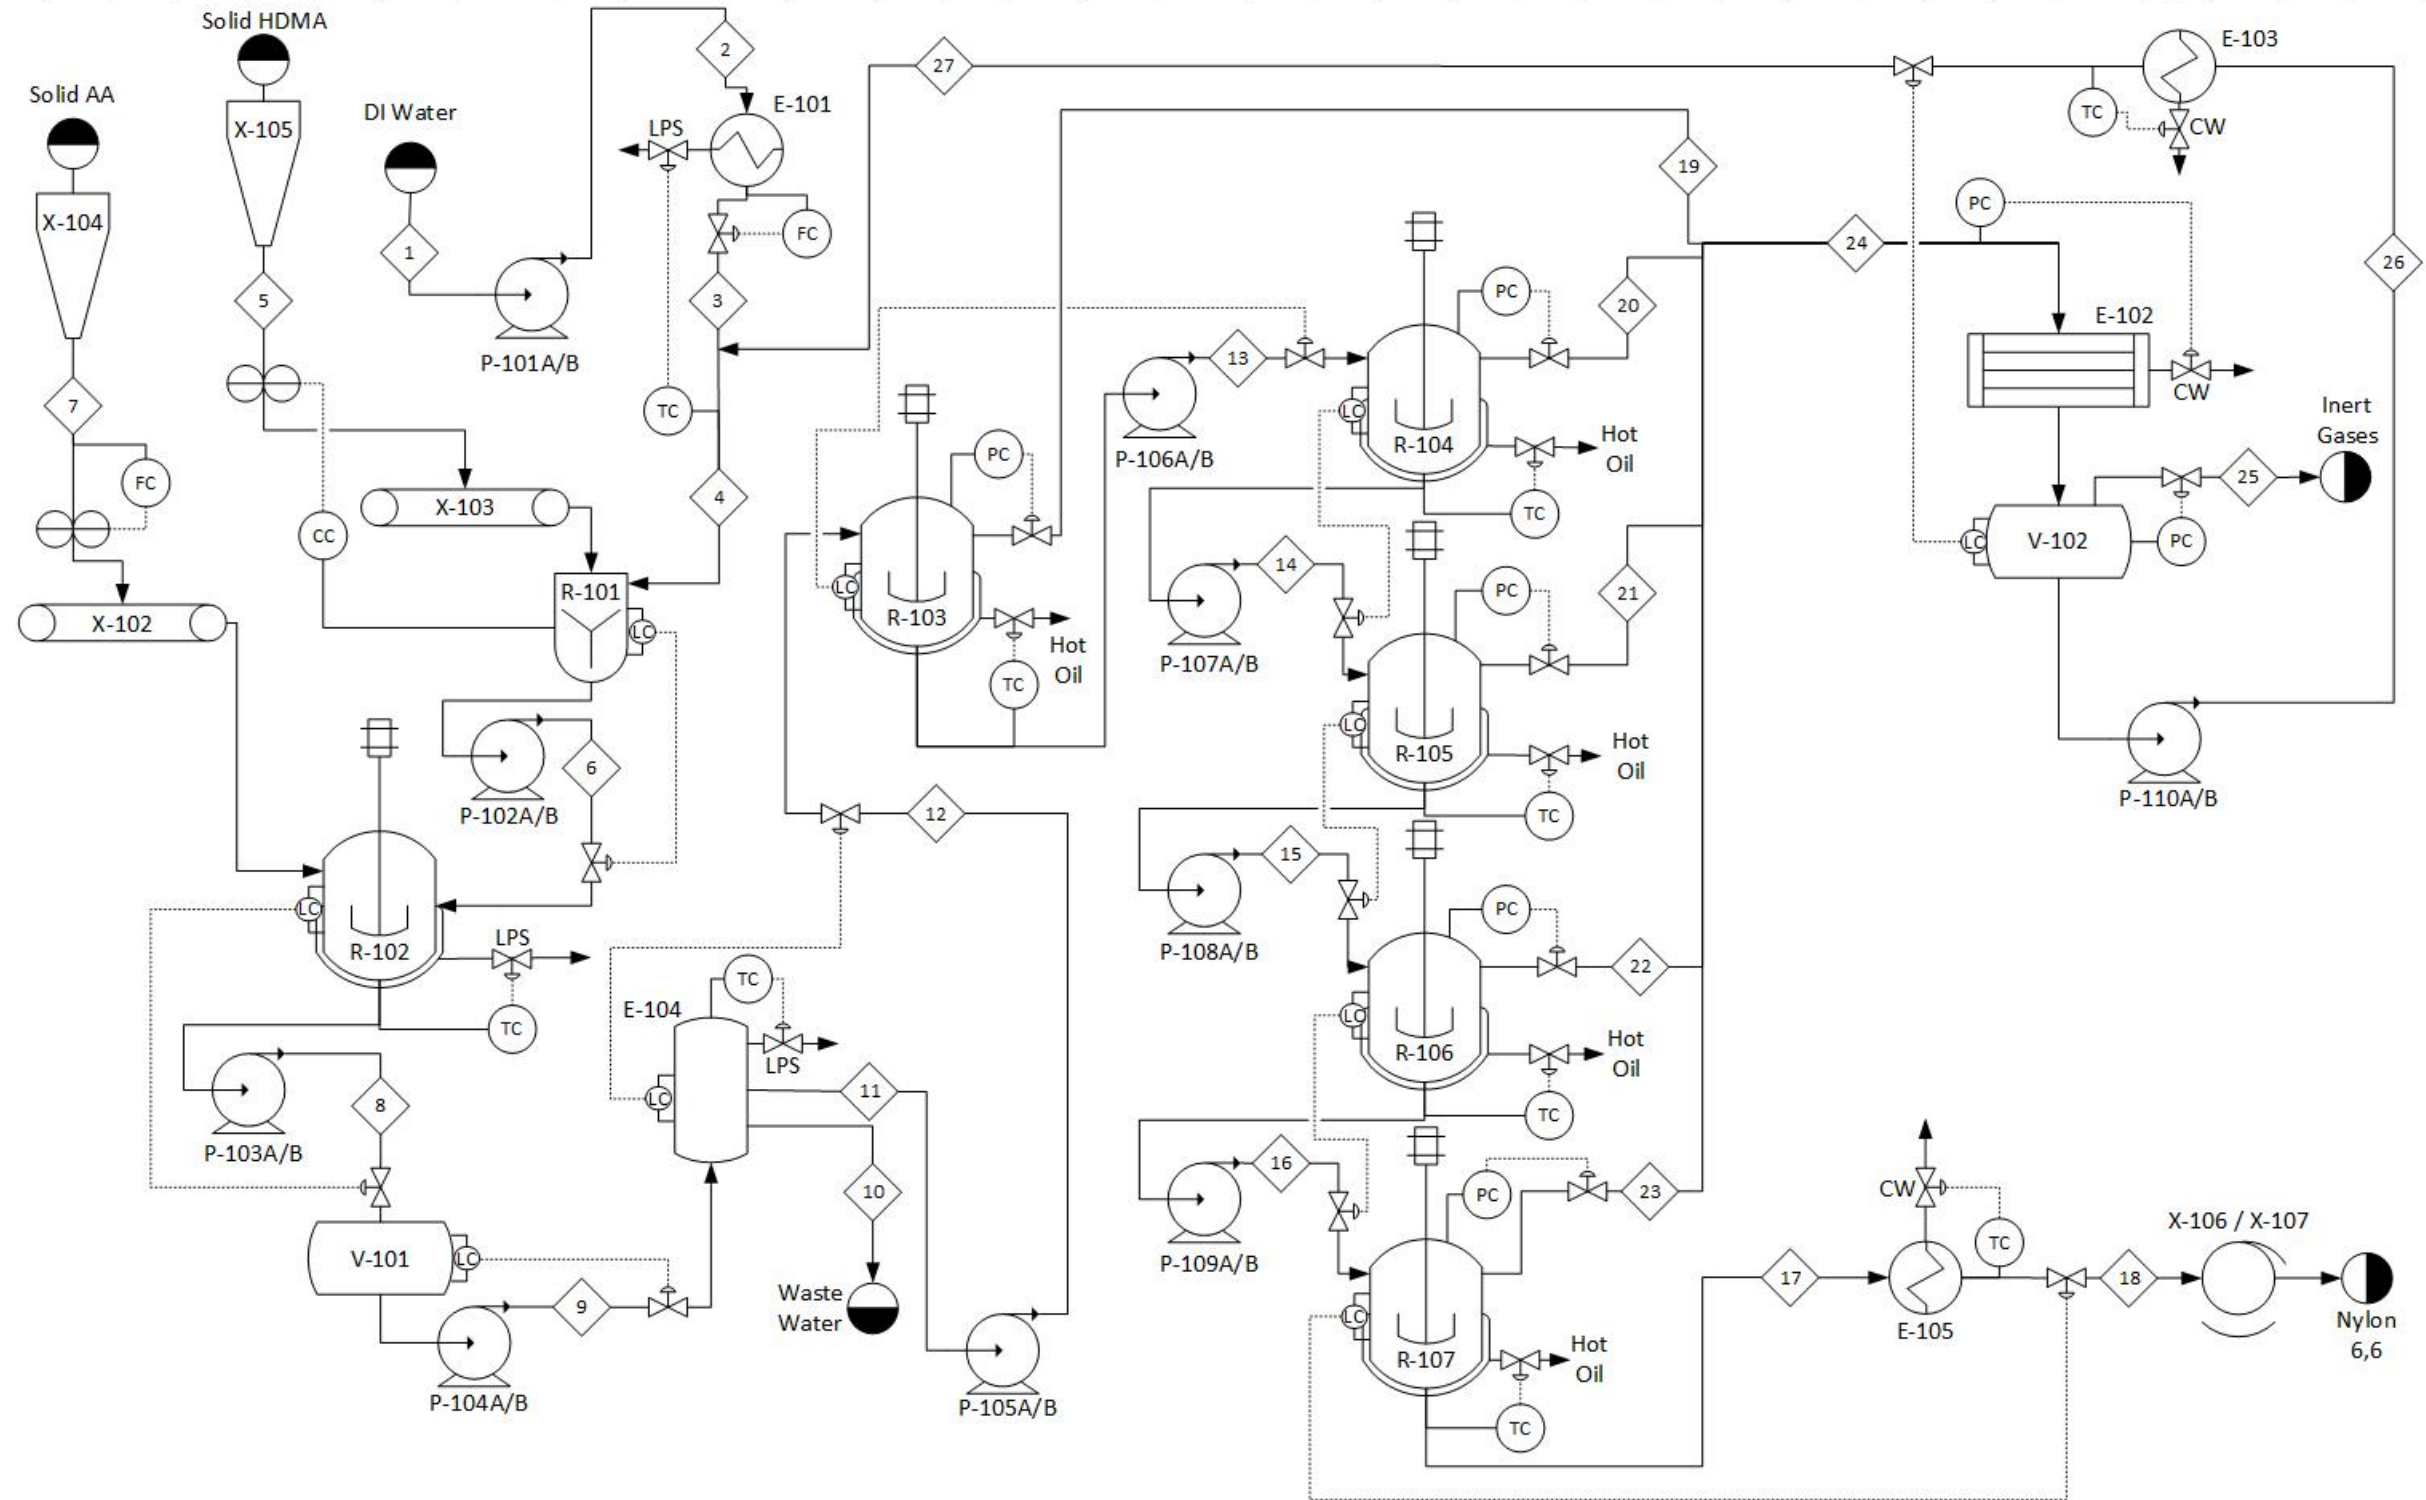 Solid HDMA
Solid AA
DI Water
X-105
X-104
2
27
E-101
LPS
FC
1
3
P-101A/B
5
7
FC
TC
4
X-103
CC
R-101
LC
X-102
6
P-102A/B
LC
R-102
LPS
TC
8
P-103A/B
V-101
LC
9
P-104A/B
E-104
TC
LPS
LC
11
10
Waste
Water
P-105A/B
12
PC
LC
R-103
Hot
Oil
TC
19
P-106A/B
13
PC
20
LC
R-104
Hot
Oil
TC
14
P-107A/B
PC
21
LC
R-105
Hot
Oil
TC
15
P-108A/B
PC
22
LC
R-106
Hot
Oil
TC
16
P-109A/B
PC
23
LC
R-107
Hot
Oil
TC
E-103
TC
CW
PC
24
26
E-102
CW
Inert
Gases
25
LC
V-102
PC
P-110A/B
17
CW
TC
E-105
18
X-106 / X-107
Nylon
6,6